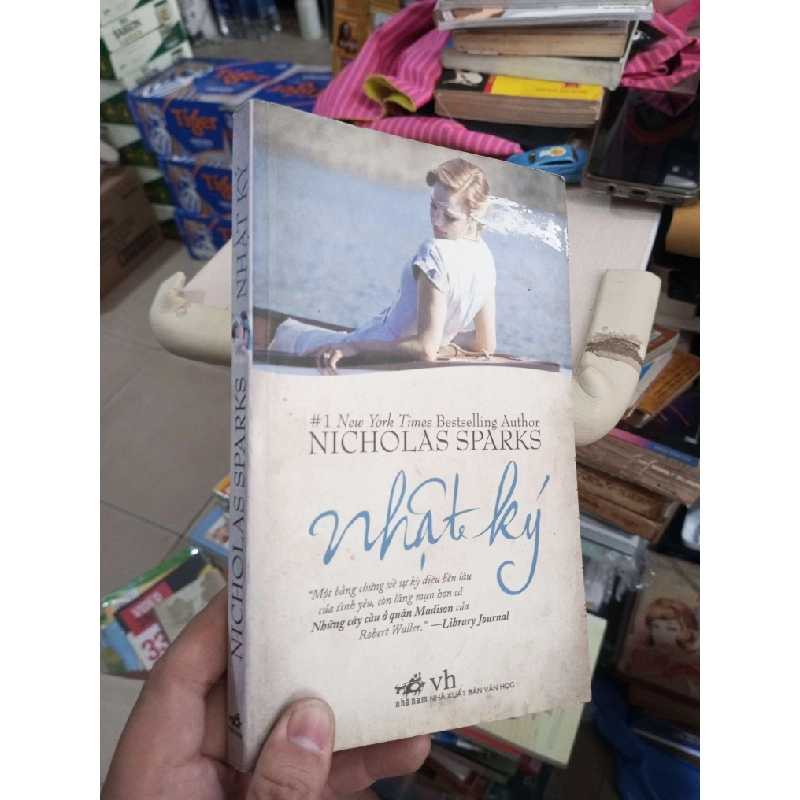 #1 New York Times Bestselling Author
NICHOLAS SPARKS
nhật ký
"Một bằng chứng về sự kỳ diệu bền lâu
của tình yêu, còn lãng mạn hơn cả
Những cây cầu ở quận Madison của
Robert Waller." —Library Journal
nhã nam
vh
NHÀ XUẤT BẢN VĂN HỌC
NICHOLAS SPARKS NHẬT KÝ
Tiger
Tiger
33